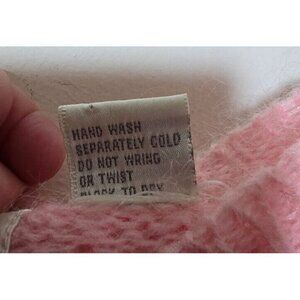 HAND WASH
SEPARATELY COLD
DO NOT WRING
OR TWIST
BLOCK TO DRY